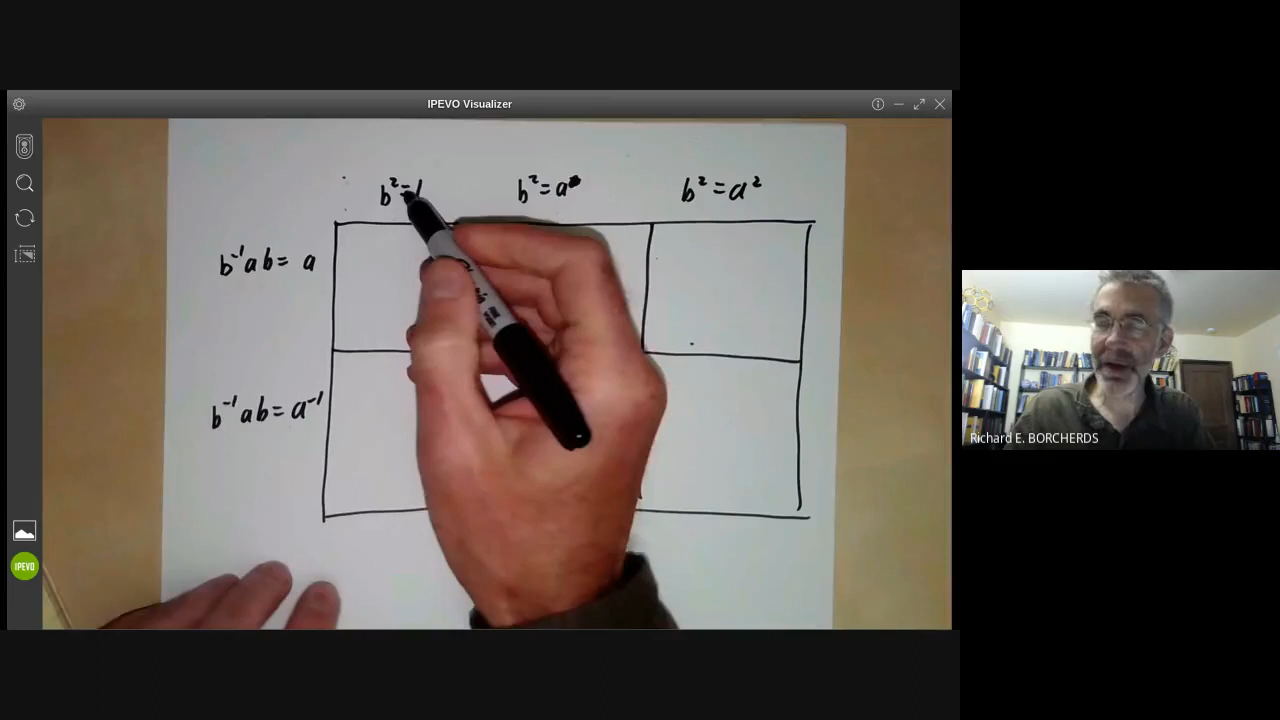 IPEVO Visualizer
b²=1 b²=a b²=a²
b⁻¹ab= a
b⁻¹ab=a⁻¹
IPEVO
Richard E. BORCHERDS